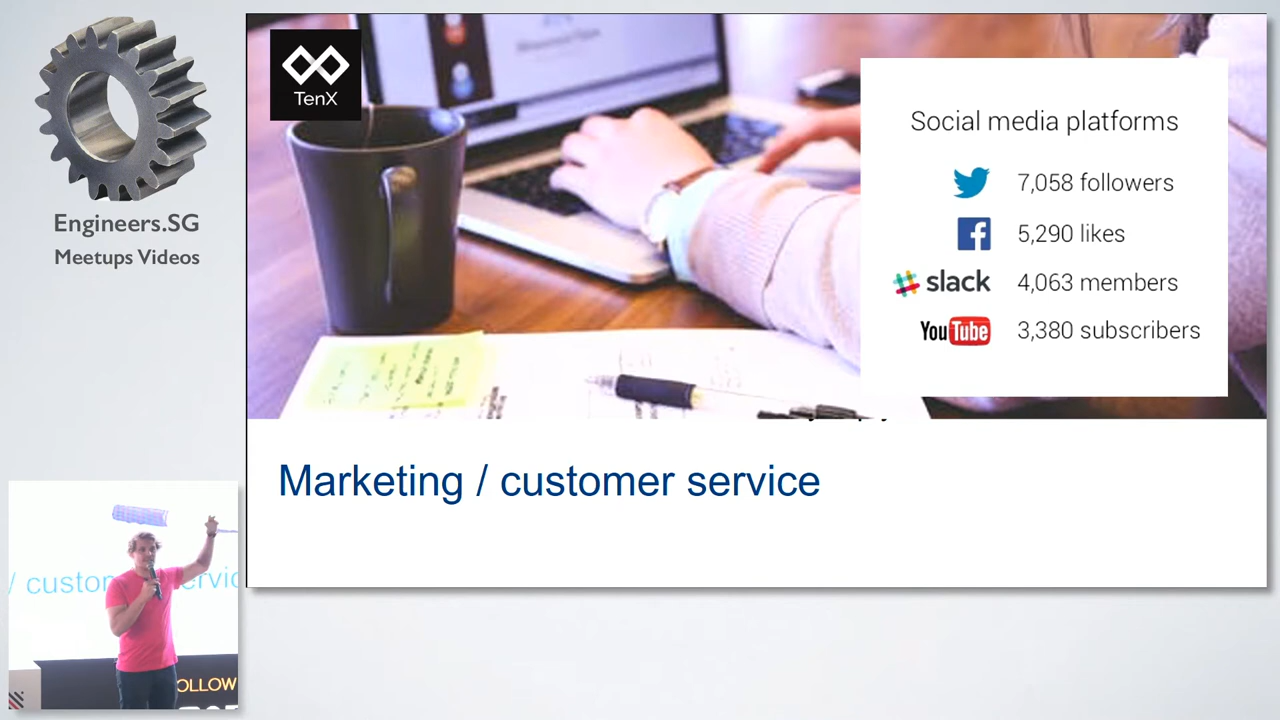 Engineers.SG
Meetups Videos
TenX
Social media platforms
7,058 followers
5,290 likes
slack
4,063 members
YouTube
3,380 subscribers
Marketing / customer service
/ custom
ervic
OLLOW